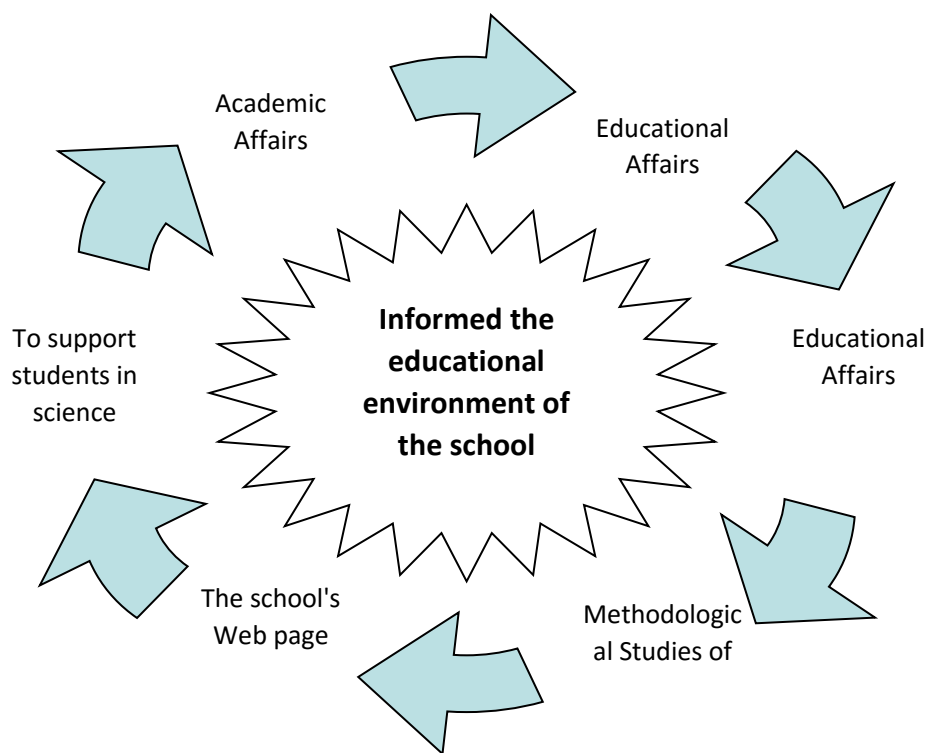 Academic
Affairs
Educational
Affairs
Educational
Affairs
Methodologic
al Studies of
The school's
Web page
To support
students in
science
Informed the
educational
environment of
the school